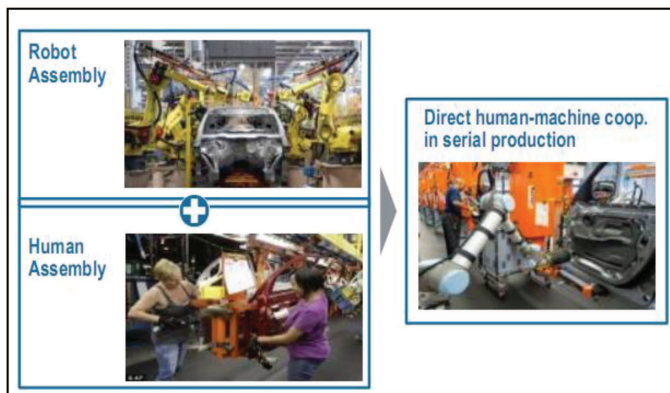 Robot
Assembly
Human
Assembly
Direct human-machine coop.
in serial production